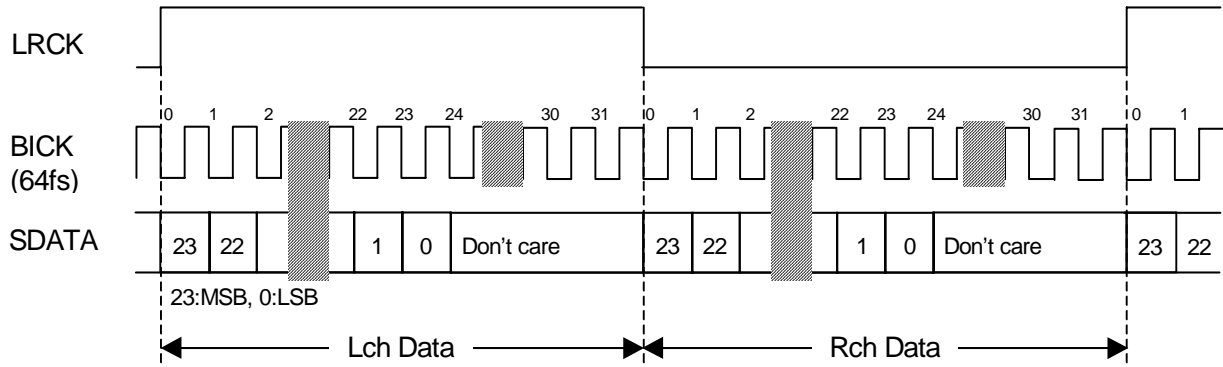 LRCK
0 1 2 22 23 24 30 31 0 1 2 22 23 24 30 31 0 1
BICK
(64fs)
SDATA 23 22 1 0 Don't care 23 22 1 0 Don't care 23 22
23:MSB, 0:LSB
Lch Data Rch Data